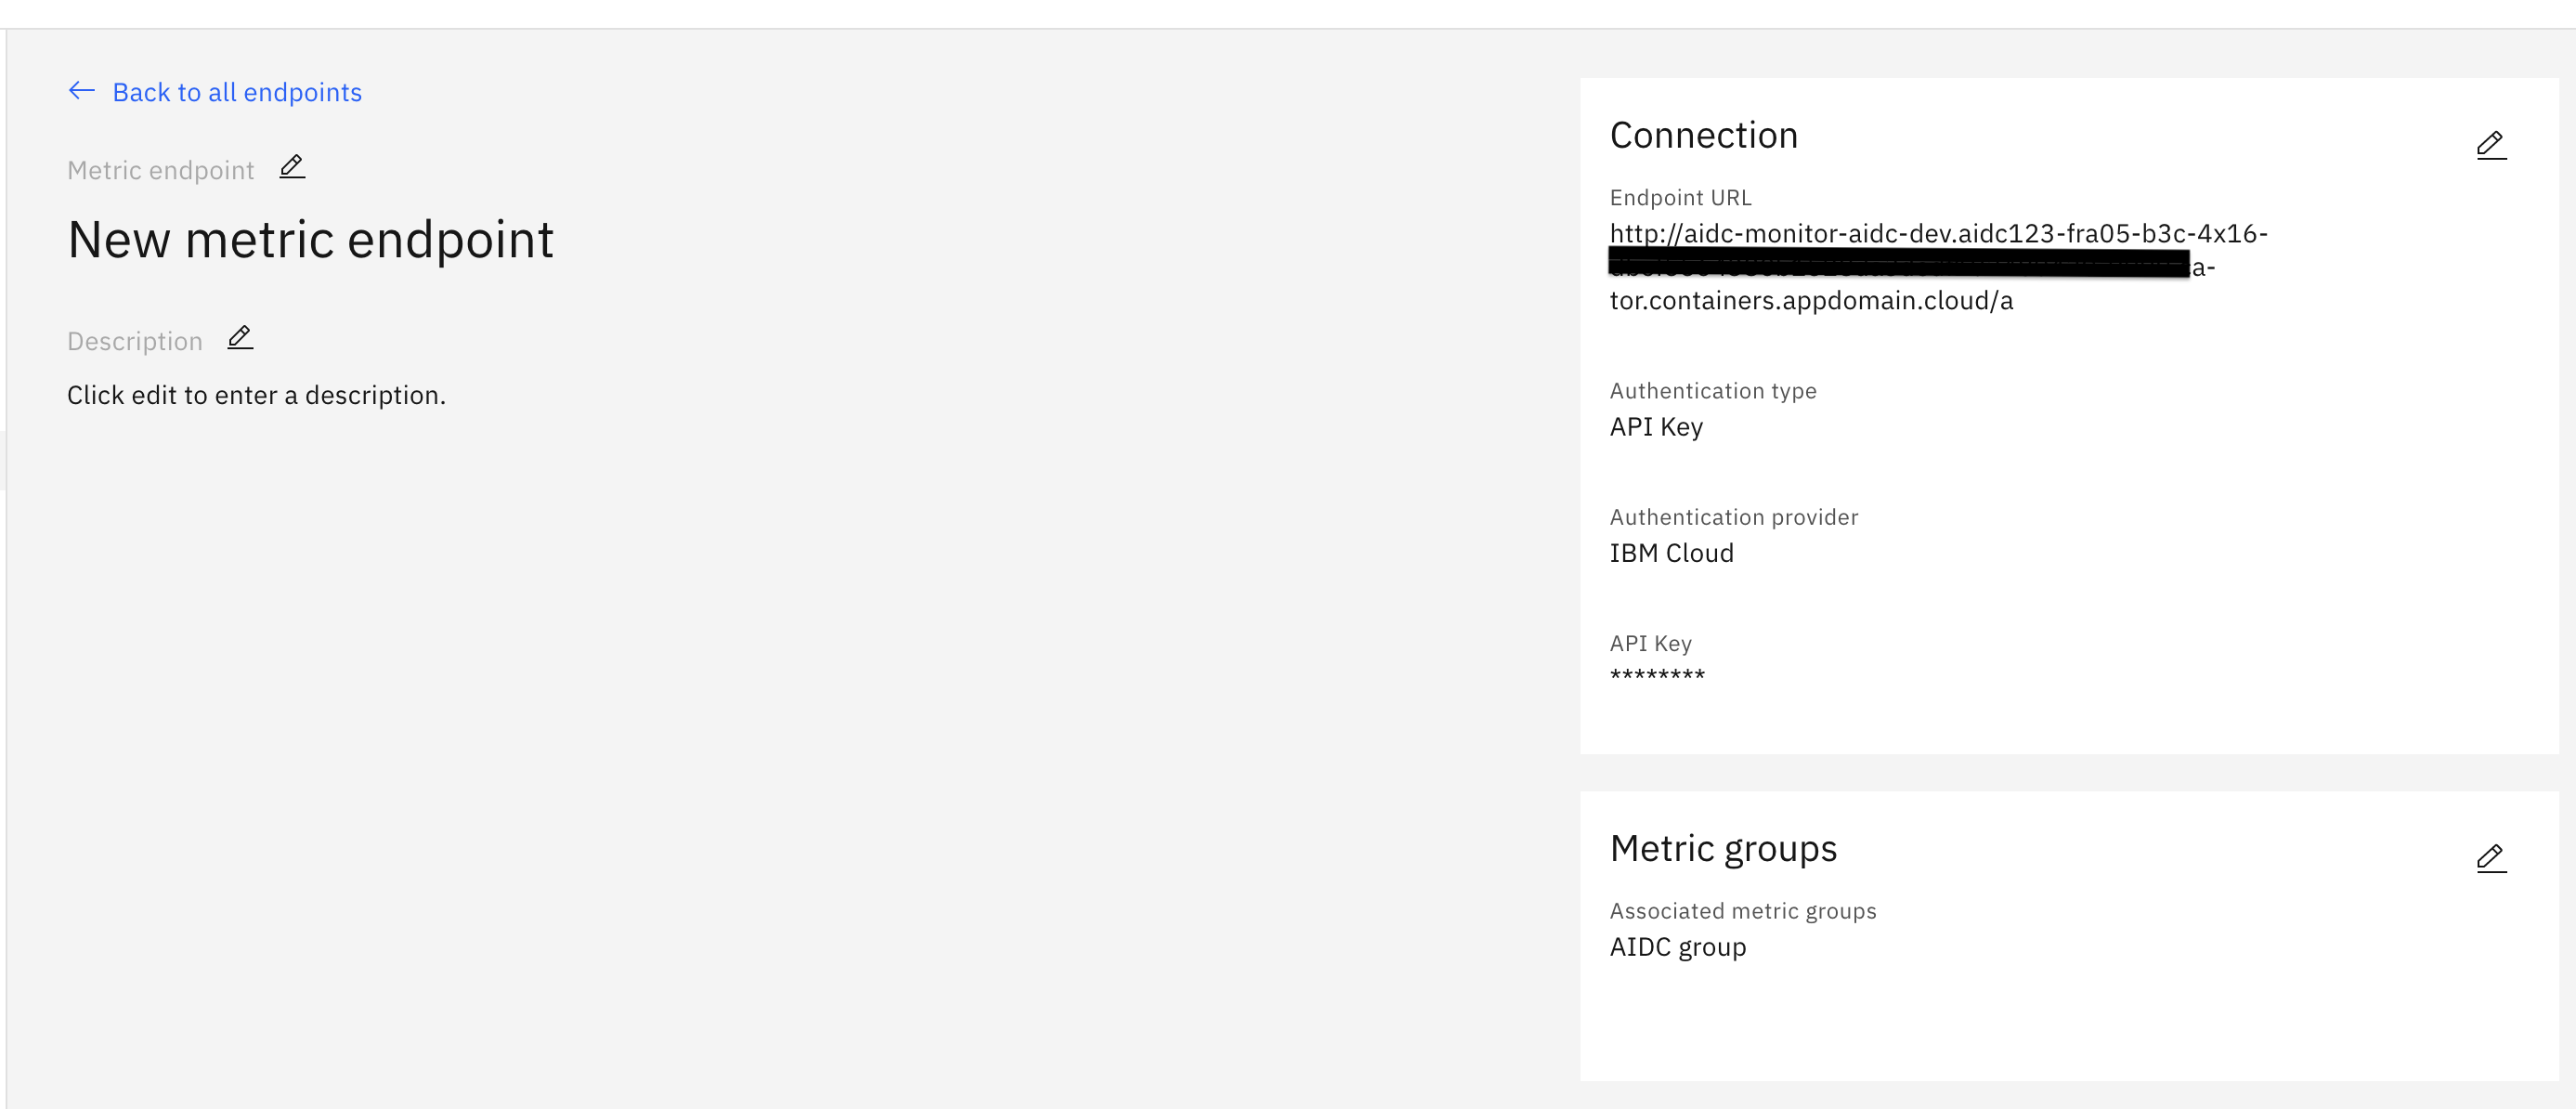 Back to all endpoints
Metric endpoint
New metric endpoint
Description
Click edit to enter a description.
Connection
Endpoint URL
http://aidc-monitor-aidc-dev.aidc123-fra05-b3c-4x16-
a-
tor.containers.appdomain.cloud/a
Authentication type
API Key
Authentication provider
IBM Cloud
API Key
********
Metric groups
Associated metric groups
AIDC group